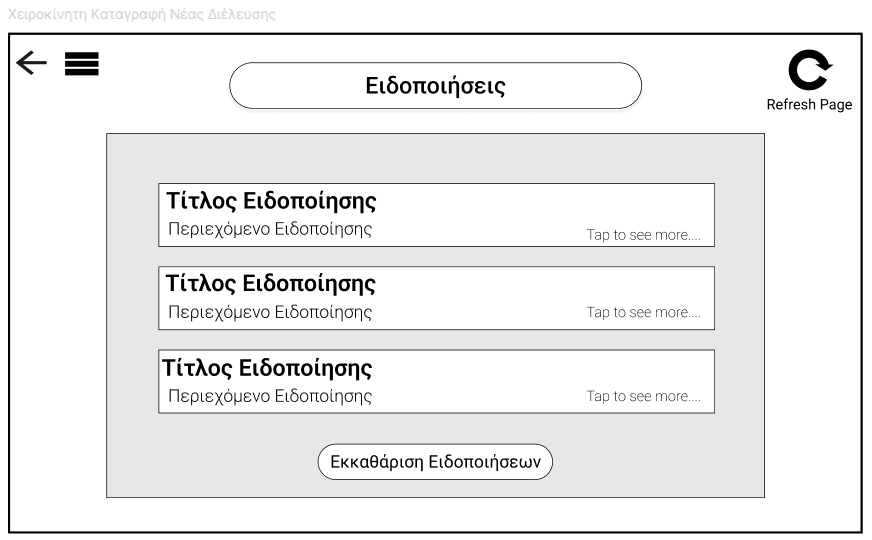 Χειροκίνητη Καταγραφή Νέας Διέλευσης
Ειδοποιήσεις
Refresh Page
Τίτλος Ειδοποίησης
Περιεχόμενο Ειδοποίησης
Tap to see more....
Τίτλος Ειδοποίησης
Περιεχόμενο Ειδοποίησης
Tap to see more....
Τίτλος Ειδοποίησης
Περιεχόμενο Ειδοποίησης
Tap to see more....
Εκκαθάριση Ειδοποιήσεων